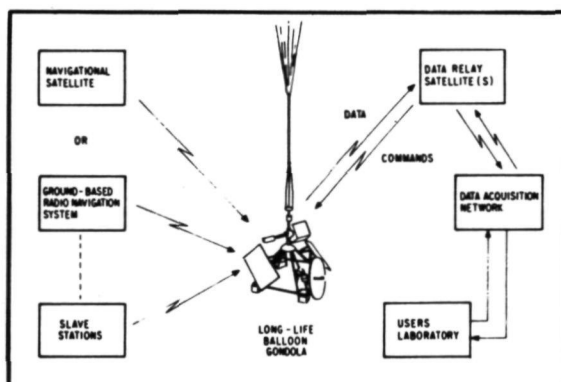 NAVIGATIONAL
SATELLITE
OR
GROUND-BASED
RADIO NAVIGATION
SYSTEM
SLAVE
STATIONS
LONG-LIFE
BALLOON
GONDOLA
DATA
COMMANDS
DATA RELAY
SATELLITE(S)
DATA ACQUISITION
NETWORK
USERS
LABORATORY